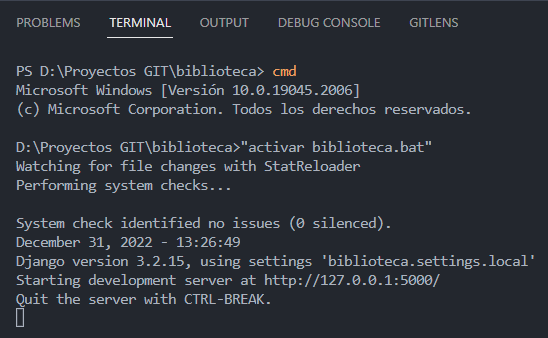 PROBLEMS TERMINAL OUTPUT DEBUG CONSOLE GITLENS
PS D:\Proyectos GIT\biblioteca> cmd
Microsoft Windows [Versión 10.0.19045.2006]
(c) Microsoft Corporation. Todos los derechos reservados.
D:\Proyectos GIT\biblioteca>"activar biblioteca.bat"
Watching for file changes with StatReloader
Performing system checks...
System check identified no issues (0 silenced).
December 31, 2022 - 13:26:49
Django version 3.2.15, using settings 'biblioteca.settings.local'
Starting development server at http://127.0.0.1:5000/
Quit the server with CTRL-BREAK.